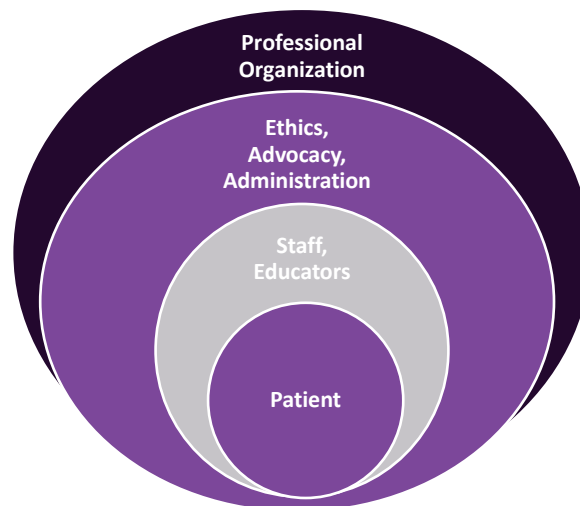 Professional
Organization
Ethics,
Advocacy,
Administration
Staff,
Educators
Patient